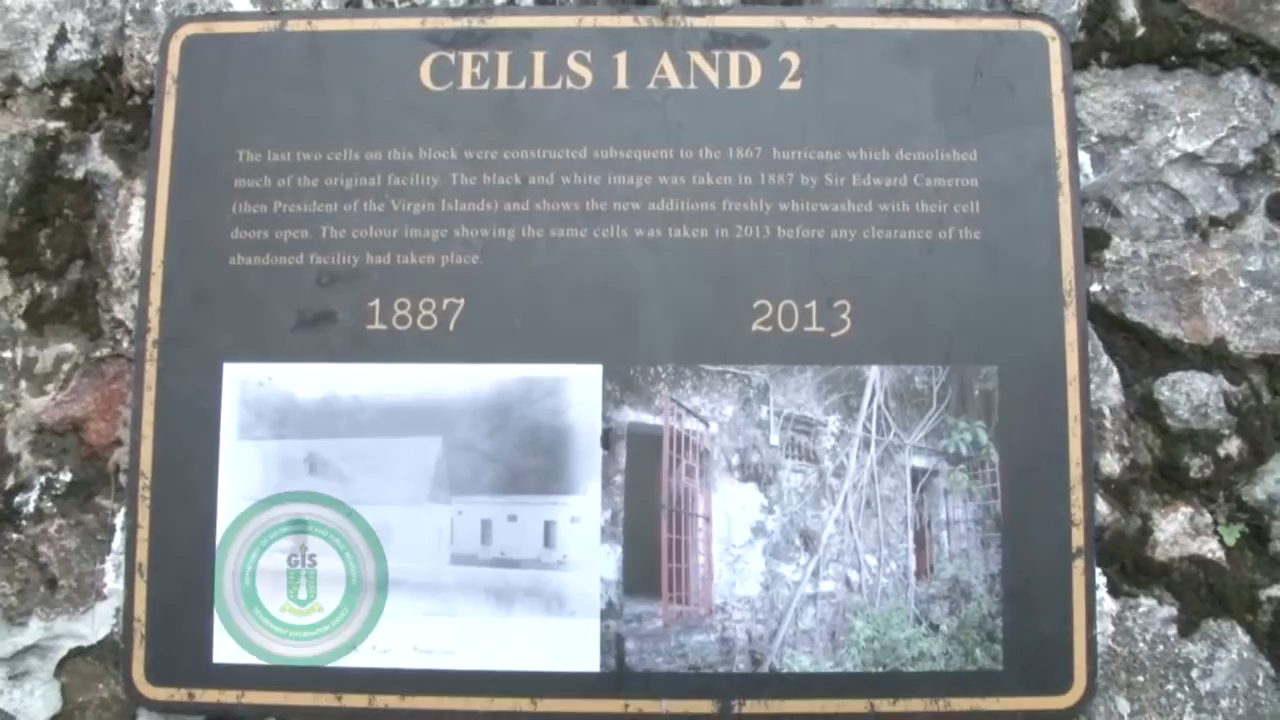 CELLS 1 AND 2
The last two cells on this block were constructed subsequent to the 1867 hurricane which demolished
much of the original facility. The black and white image was taken in 1887 by Sir Edward Cameron
(then President of the Virgin Islands) and shows the new additions freshly whitewashed with their cell
doors open. The colour image showing the same cells was taken in 2013 before any clearance of the
abandoned facility had taken place.
1887 2013
GIS